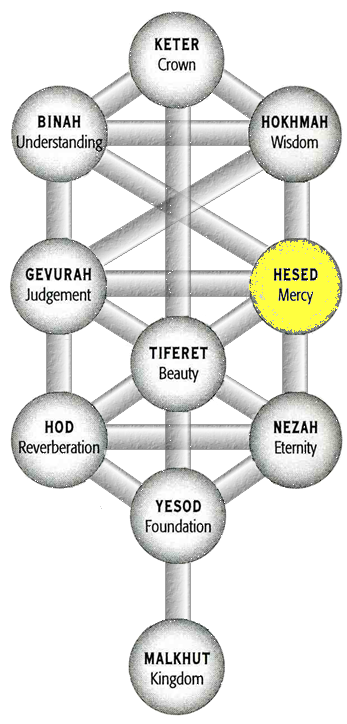 KETER
Crown
BINAH
Understanding
HOKHMAH
Wisdom
GEVURAH
Judgement
HESED
Mercy
TIFERET
Beauty
HOD
Reverberation
NEZAH
Eternity
YESOD
Foundation
MALKHUT
Kingdom